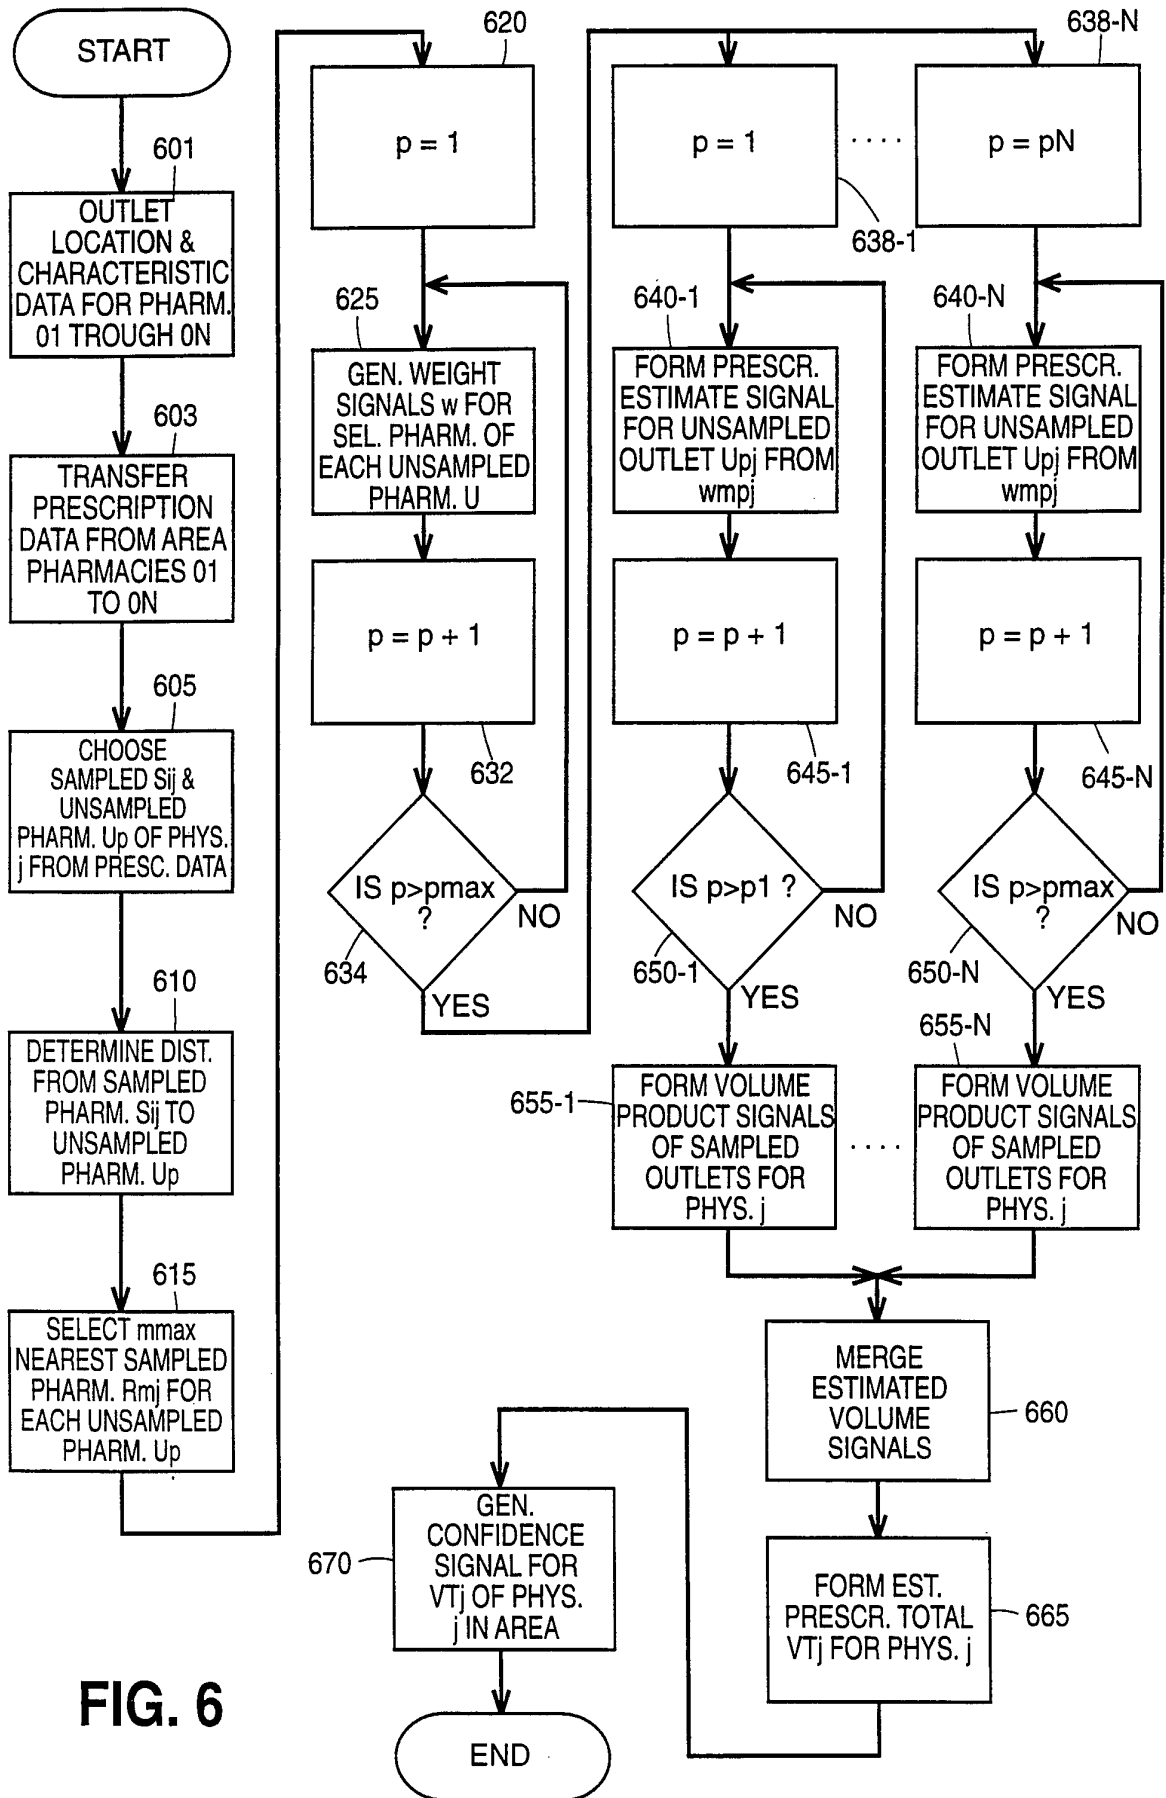 START
601
OUTLET
LOCATION &
CHARACTERISTIC
DATA FOR PHARM.
01 TROUGH 0N
603
TRANSFER
PRESCRIPTION
DATA FROM AREA
PHARMACIES 01
TO 0N
605
CHOOSE
SAMPLED Sij &
UNSAMPLED
PHARM. Up OF PHYS.
j FROM PRESC. DATA
610
DETERMINE DIST.
FROM SAMPLED
PHARM. Sij TO
UNSAMPLED
PHARM. Up
615
SELECT mmax
NEAREST SAMPLED
PHARM. Rmj FOR
EACH UNSAMPLED
PHARM. Up
620
p = 1
625
GEN. WEIGHT
SIGNALS w FOR
SEL. PHARM. OF
EACH UNSAMPLED
PHARM. U
p = p + 1
632
IS p>pmax
?
NO
634
YES
p = 1
638-1
640-1
FORM PRESCR.
ESTIMATE SIGNAL
FOR UNSAMPLED
OUTLET Upj FROM
wmpj
p = p + 1
645-1
IS p>p1 ?
NO
650-1
YES
655-1
FORM VOLUME
PRODUCT SIGNALS
OF SAMPLED
OUTLETS FOR
PHYS. j
....
638-N
p = pN
640-N
FORM PRESCR.
ESTIMATE SIGNAL
FOR UNSAMPLED
OUTLET Upj FROM
wmpj
p = p + 1
645-N
IS p>pmax
?
NO
650-N
YES
655-N
....
FORM VOLUME
PRODUCT SIGNALS
OF SAMPLED
OUTLETS FOR
PHYS. j
MERGE
ESTIMATED
VOLUME
SIGNALS
660
FORM EST.
PRESCR. TOTAL
VTj FOR PHYS. j
665
GEN.
CONFIDENCE
SIGNAL FOR
VTj OF PHYS.
j IN AREA
670
END
FIG. 6